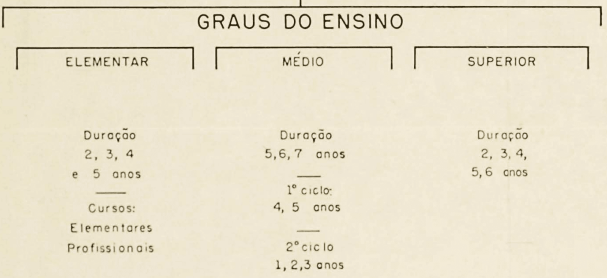 GRAUS DO ENSINO
ELEMENTAR
Duração
2, 3, 4
e 5 anos
Cursos:
Elementares
Profissionais
MÉDIO
Duração
5,6,7 anos
1º ciclo:
4, 5 anos
2º ciclo
1,2,3 anos
SUPERIOR
Duração
2, 3,4,
5,6 anos